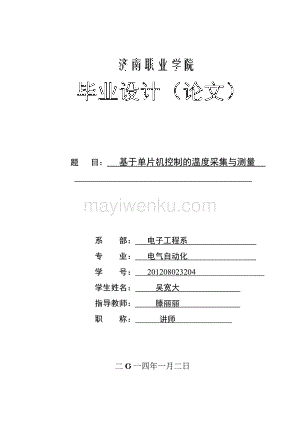 济南职业学院
毕业设计（论文）
题 目： 基于单片机控制的温度采集与测量
mayiwenku.com
系 部： 电子工程系
专 业： 电气自动化
学 号： 201208023204
学生姓名： 吴宽大
指导教师： 滕丽丽
职 称： 讲师
二 G 一四年一月二日